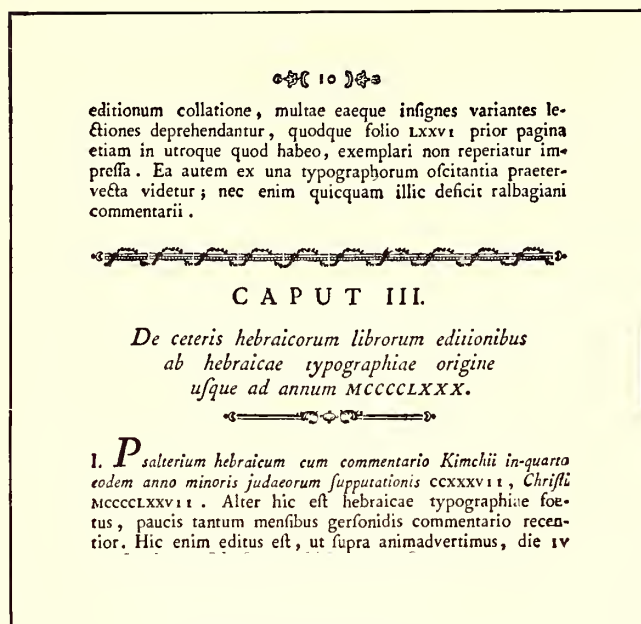 10
editionum collatione, multae eaeque inſignes variantes le-
ctiones deprehendantur, quodque folio LXXVI prior pagina
etiam in utroque quod habeo, exemplari non reperiatur im-
preſſa. Ea autem ex una typographorum oſcitantia praeter-
vecta videtur; nec enim quicquam illic deficit ralbagiani
commentarii.
CAPUT III.
De ceteris hebraicorum librorum editionibus
ab hebraicae typographiae origine
uſque ad annum MCCCCLXXX.
I. Psalterium hebraicum cum commentario Kimchii in-quarto
eodem anno minoris judaeorum ſupputationis CCXXXVII, Chriſti
MCCCCLXXVII. Alter hic eſt hebraicae typographiae foe-
tus, paucis tantum menſibus gerſonidis commentario recen-
tior. Hic enim editus eſt, ut ſupra animadvertimus, die IV